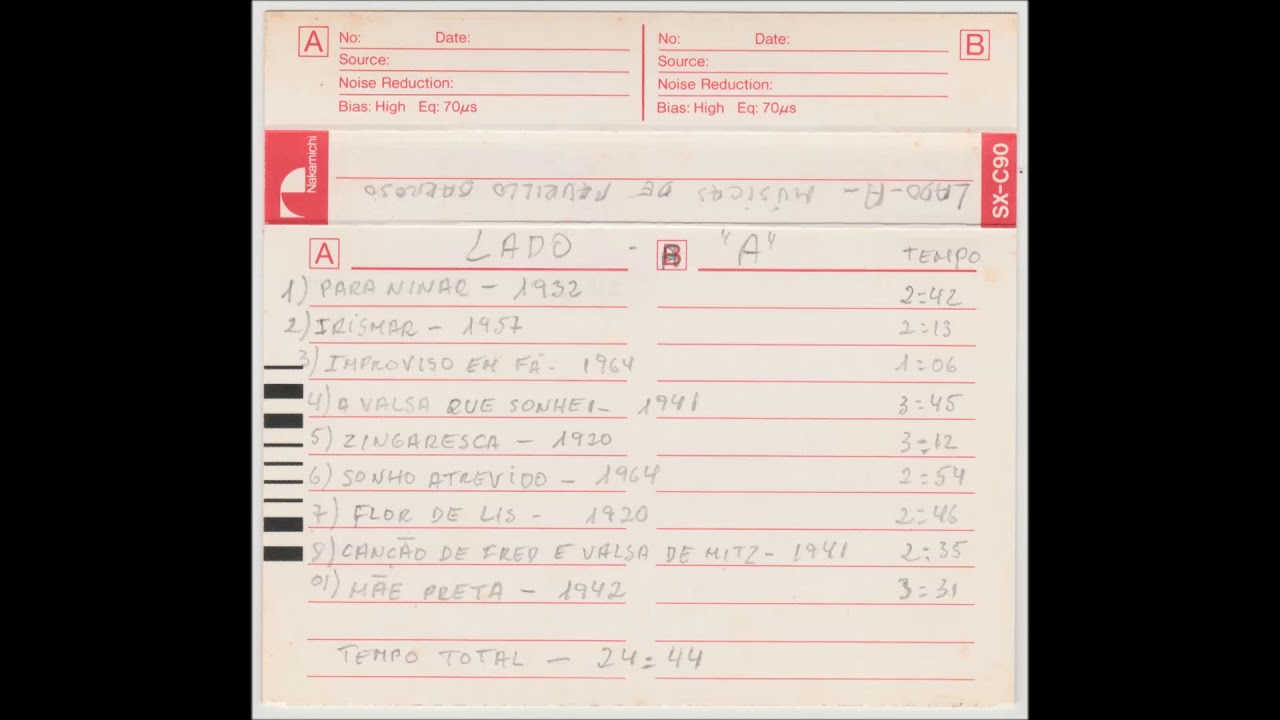 A No: Date: No: Date: B
Source: Source:
Noise Reduction: Noise Reduction:
Bias: High Eq: 70µs Bias: High Eq: 70µs
Nakamichi
SX-C90
LADO-A - MÚSICAS DE PAURILLO BARROSO
A LADO - A "A" TEMPO
1) PARA NINAR - 1932 2=42
2) IRISMAR - 1957 2=13
3) IMPROVISO EM FÁ - 1964 1:06
4) A VALSA QUE SONHEI - 1941 3=45
5) ZINGARESCA - 1920 3=12
6) SONHO ATREVIDO - 1964 2=54
7) FLOR DE LIS - 1920 2=46
8) CANÇÃO DE FRED E VALSA DE MITZ - 1941 2:35
01) MÃE PRETA - 1942 3=31
TEMPO TOTAL - 24=44